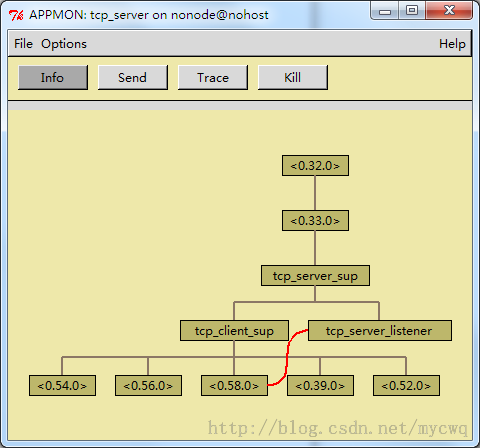 APPMON: tcp_server on nonode@nohost
File Options Help
Info Send Trace Kill
<0.32.0>
<0.33.0>
tcp_server_sup
tcp_client_sup tcp_server_listener
<0.54.0> <0.56.0> <0.58.0> <0.39.0> <0.52.0>
http://blog.csdn.net/mycwq